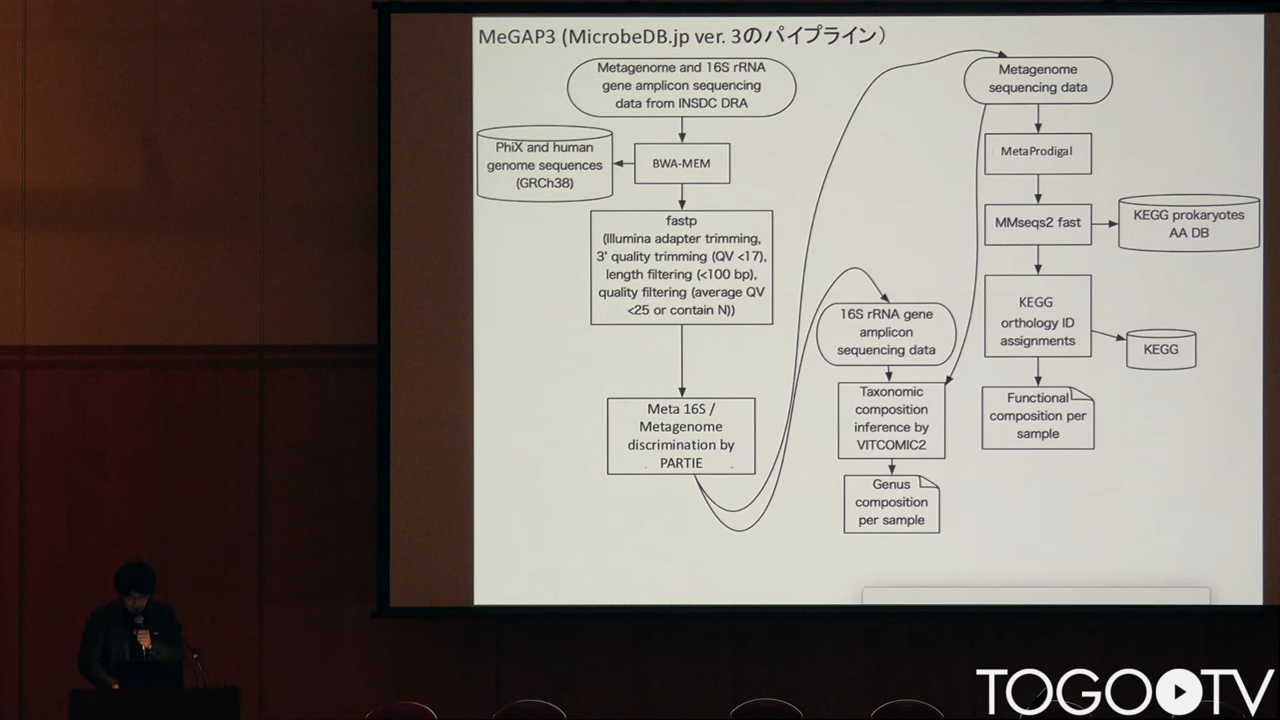 MeGAP3 (MicrobeDB.jp ver. 3のパイプライン）
Metagenome and 16S rRNA
gene amplicon sequencing
data from INSDC DRA
PhiX and human
genome sequences
(GRCh38)
BWA-MEM
fastp
(Illumina adapter trimming,
3' quality trimming (QV <17),
length filtering (<100 bp),
quality filtering (average QV
<25 or contain N))
Meta 16S /
Metagenome
discrimination by
PARTIE
16S rRNA gene
amplicon
sequencing data
Taxonomic
composition
inference by
VITCOMIC2
Genus
composition
per sample
Metagenome
sequencing data
MetaProdigal
MMseqs2 fast
KEGG prokaryotes
AA DB
KEGG
orthology ID
assignments
KEGG
Functional
composition per
sample
TOGOTV